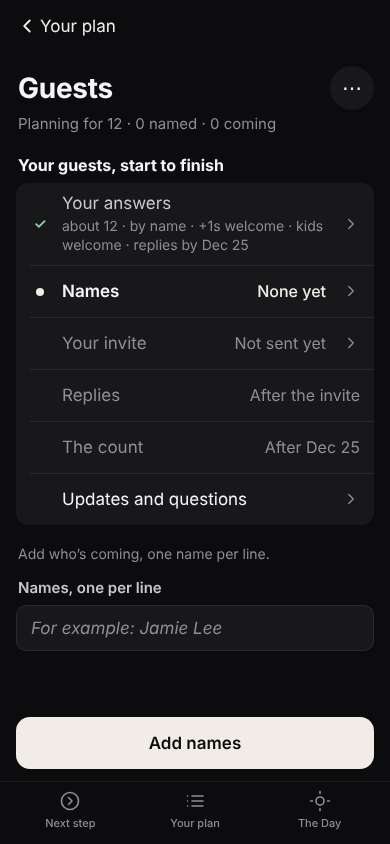 Your plan
Guests
Planning for 12 · 0 named · 0 coming
Your guests, start to finish
Your answers
about 12 · by name · +1s welcome · kids
welcome · replies by Dec 25
Names None yet
Your invite Not sent yet
Replies After the invite
The count After Dec 25
Updates and questions
Add who's coming, one name per line.
Names, one per line
For example: Jamie Lee
Add names
Next step Your plan The Day